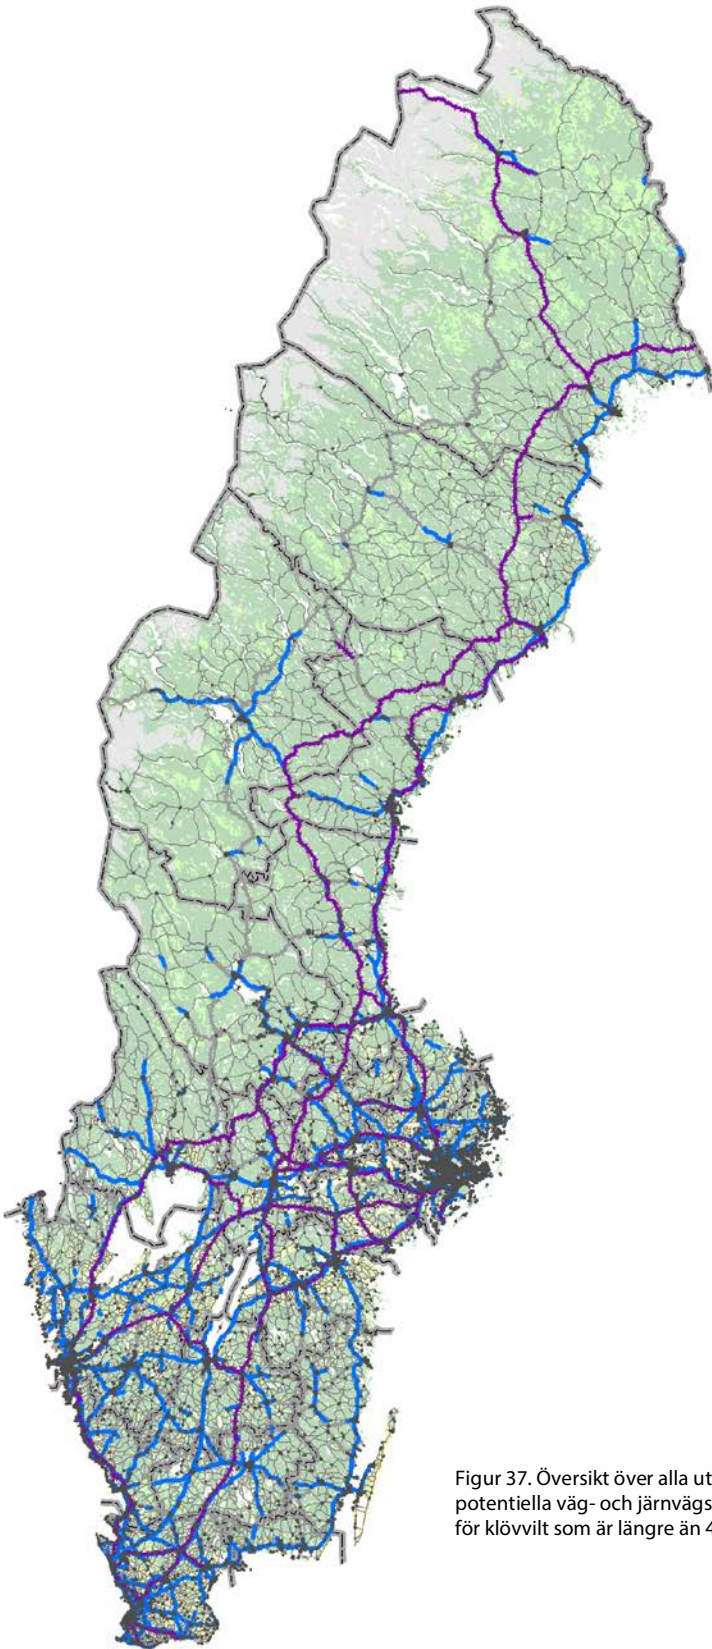 Figur 37. Översikt över alla ut
potentiella väg- och järnvägs
för klövvilt som är längre än 4